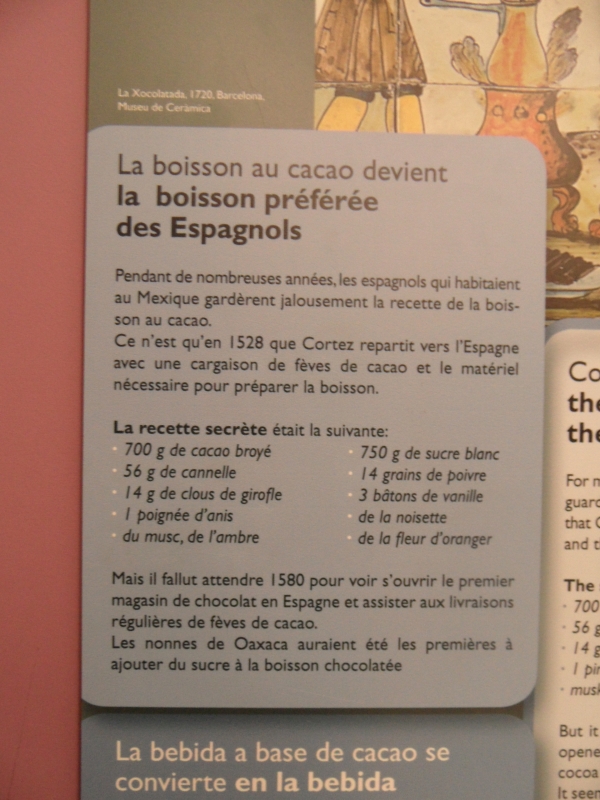 La Xocolatada, 1720, Barcelona,
Museu de Ceràmica
La boisson au cacao devient
la boisson préférée
des Espagnols
Pendant de nombreuses années, les espagnols qui habitaient
au Mexique gardèrent jalousement la recette de la bois-
son au cacao.
Ce n'est qu'en 1528 que Cortez repartit vers l'Espagne
avec une cargaison de fèves de cacao et le matériel
nécessaire pour préparer la boisson.
La recette secrète était la suivante:
• 700 g de cacao broyé
• 56 g de cannelle
• 14 g de clous de girofle
• 1 poignée d'anis
• du musc, de l'ambre
• 750 g de sucre blanc
• 14 grains de poivre
• 3 bâtons de vanille
• de la noisette
• de la fleur d'oranger
Mais il fallut attendre 1580 pour voir s'ouvrir le premier
magasin de chocolat en Espagne et assister aux livraisons
régulières de fèves de cacao.
Les nonnes de Oaxaca auraient été les premières à
ajouter du sucre à la boisson chocolatée
La bebida a base de cacao se
convierte en la bebida
Co
the
the
For m
guard
that C
and th
The
• 700
• 56 g
• 14 g
• 1 pin
• musk
But it
opene
cocoa
It seem